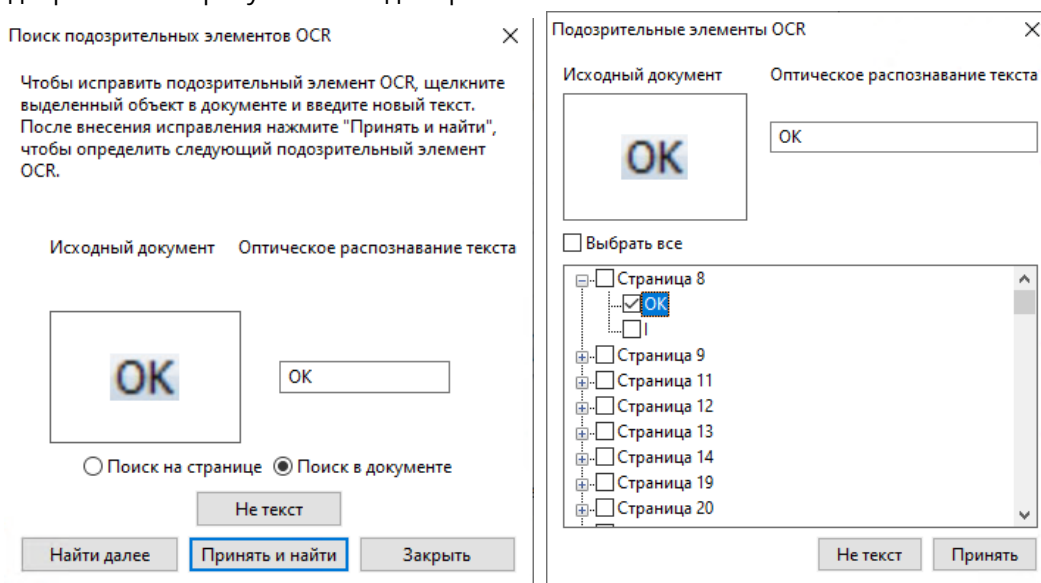 Поиск подозрительных элементов OCR
Чтобы исправить подозрительный элемент OCR, щелкните
выделенный объект в документе и введите новый текст.
После внесения исправления нажмите "Принять и найти",
чтобы определить следующий подозрительный элемент
OCR.
Исходный документ Оптическое распознавание текста
OK
OK
Поиск на странице Поиск в документе
Не текст
Найти далее Принять и найти Закрыть
Подозрительные элементы OCR
Исходный документ Оптическое распознавание текста
OK
OK
Выбрать все
Страница 8
OK
I
Страница 9
Страница 11
Страница 12
Страница 13
Страница 14
Страница 19
Страница 20
Не текст Принять